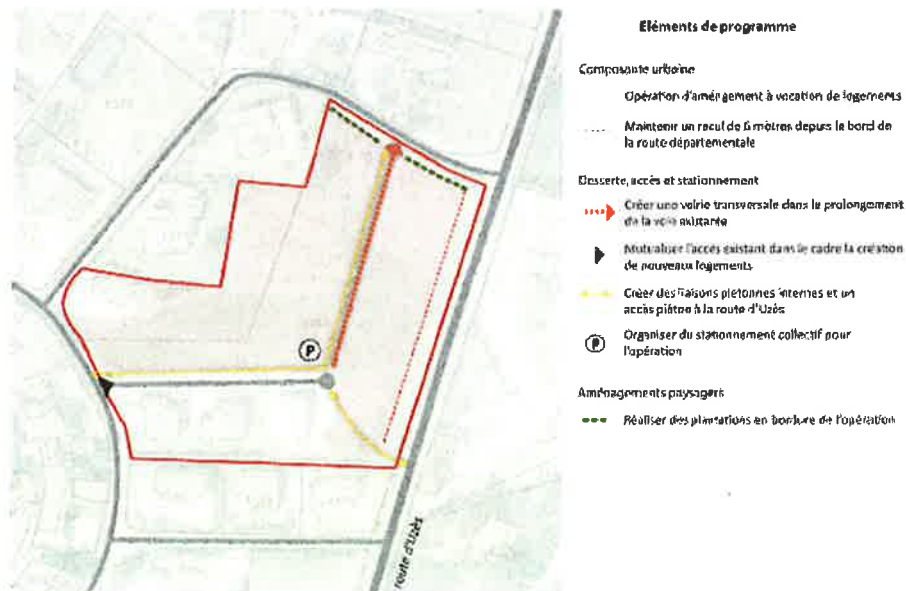 Eléments de programme
Composante urbaine
Opération d'aménagement à vocation de logements
Maintenir un recul de 6 mètres depuis le bord de
la route départementale
Desserte, accès et stationnement
Créer une voirie transversale dans le prolongement
de la voie existante
Mutualiser l'accès existant dans le cadre la création
de nouveaux logements
Créer des liaisons piétonnes internes et un
accès piéton à la route d'Uzès
P
Organiser du stationnement collectif pour
l'opération
Aménagements paysagers
Réaliser des plantations en bordure de l'opération
P
route d'Uzès